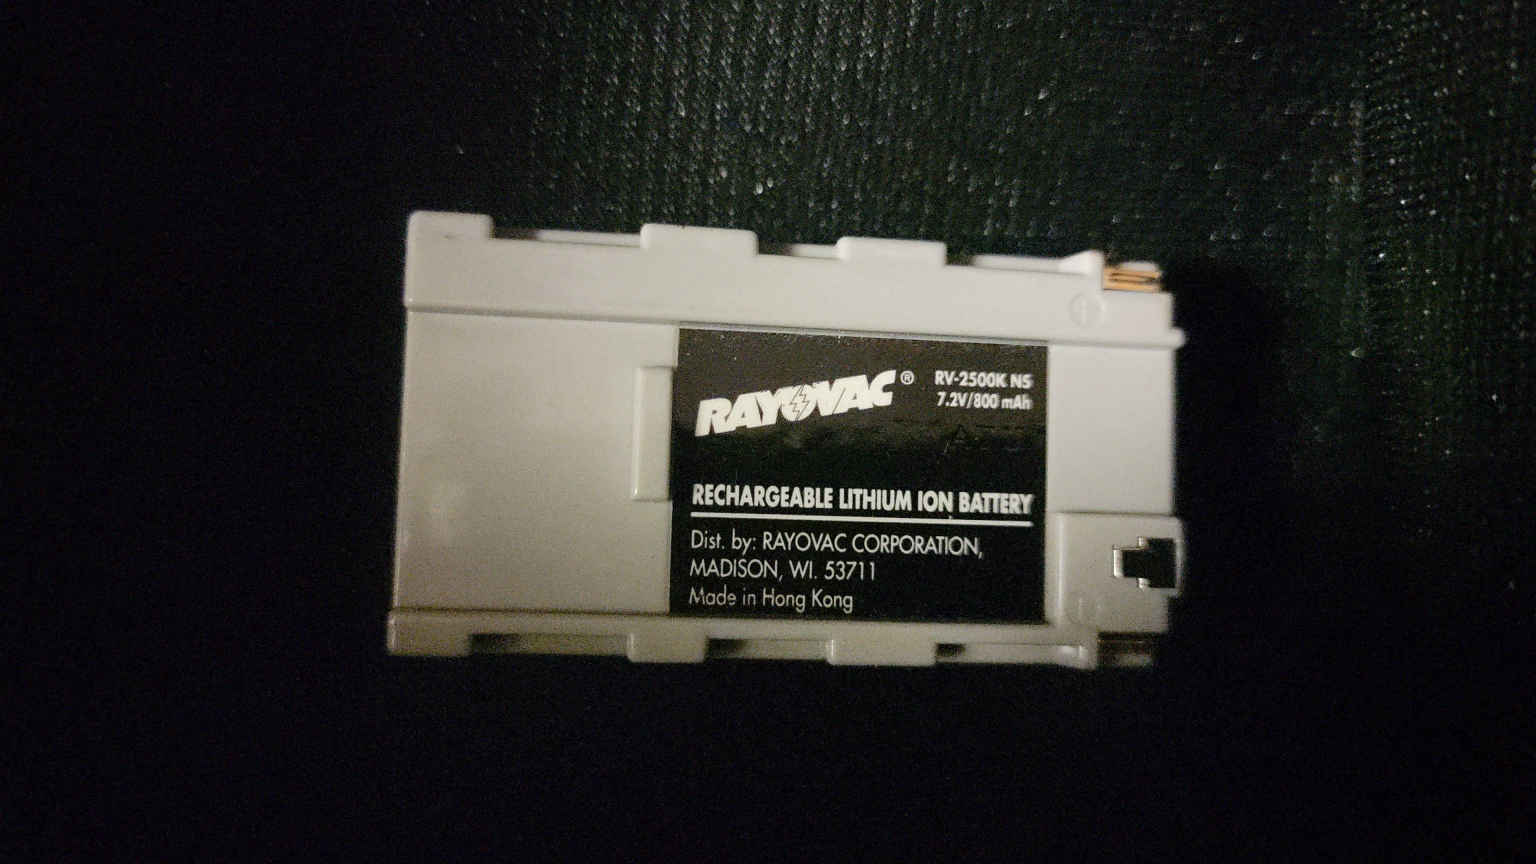 RAYOVAC®
RV-2500K NS
7.2V/800 mAh
RECHARGEABLE LITHIUM ION BATTERY
Dist. by: RAYOVAC CORPORATION,
MADISON, WI. 53711
Made in Hong Kong